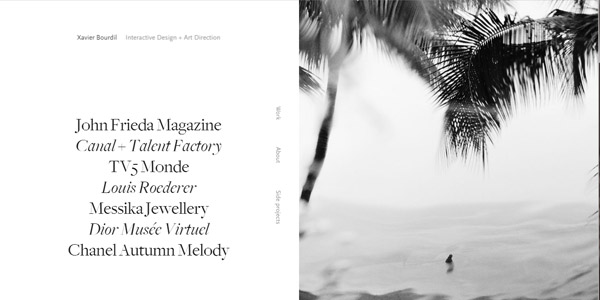 Xavier Bourdil Interactive Design + Art Direction
John Frieda Magazine
Canal + Talent Factory
TV5 Monde
Louis Roederer
Messika Jewellery
Dior Musée Virtuel
Chanel Autumn Melody
Work
About
Side projects